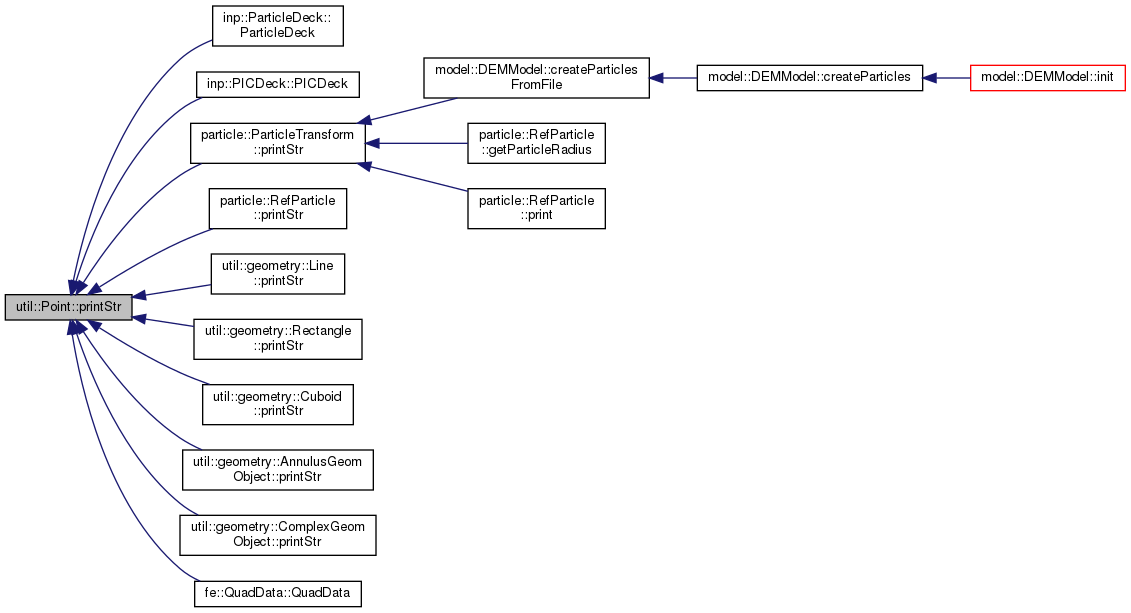 inp::ParticleDeck::
ParticleDeck
inp::PICDeck::PICDeck
particle::ParticleTransform
::printStr
particle::RefParticle
::printStr
util::geometry::Line
::printStr
util::Point::printStr
util::geometry::Rectangle
::printStr
util::geometry::Cuboid
::printStr
util::geometry::AnnulusGeom
Object::printStr
util::geometry::ComplexGeom
Object::printStr
fe::QuadData::QuadData
model::DEMModel::createParticles
FromFile
particle::RefParticle
::getParticleRadius
particle::RefParticle
::print
model::DEMModel::createParticles
model::DEMModel::init